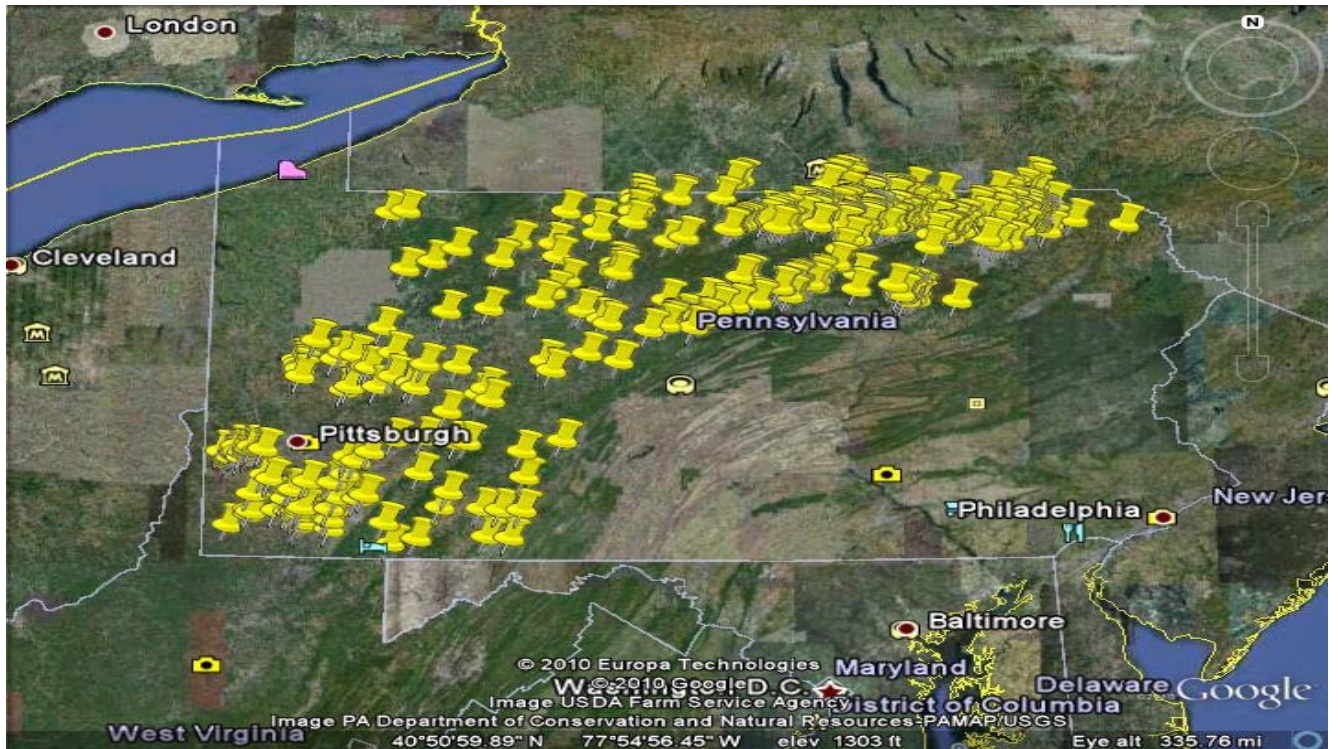 London
N
Cleveland
Pennsylvania
Pittsburgh
New Jer
Philadelphia
Baltimore
© 2010 Europa Technologies
Maryland
© 2010 Google
Washington D.C.
Delaware
Google
Image USDA Farm Service Agency
District of Columbia
Image PA Department of Conservation and Natural Resources-PAMAP/USGS
West Virginia
40°50'59.89" N 77°54'56.45" W elev 1303 ft Eye alt 335.76 mi